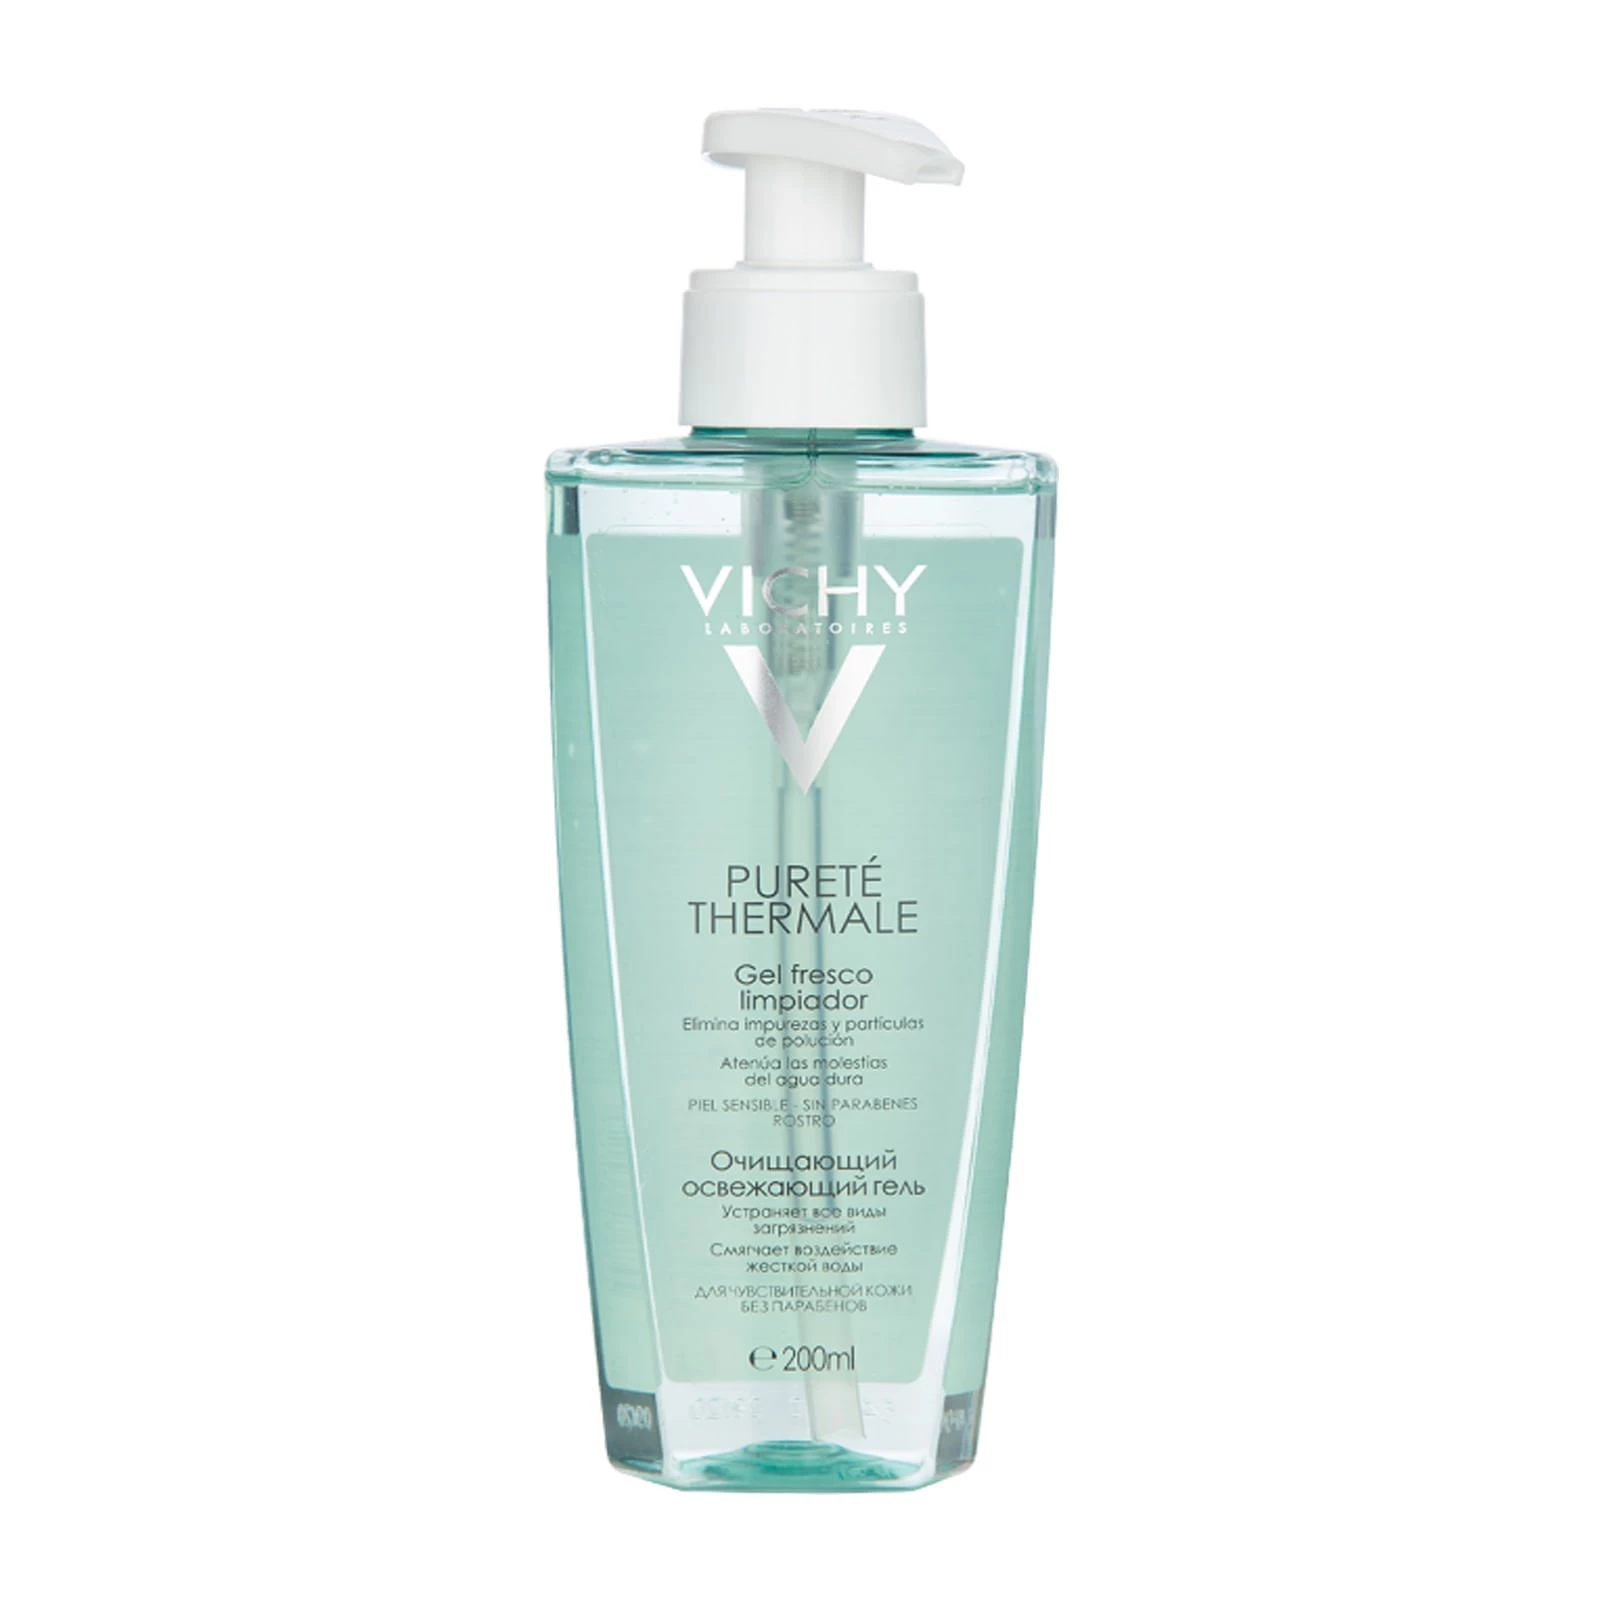 VICHY
LABORATOIRES
V
PURETÉ
THERMALE
Gel fresco
limpiador
Elimina impurezas y partículas
de polución
Atenúa las molestias
del agua dura
PIEL SENSIBLE - SIN PARABENES
ROSTRO
Очищающий
освежающий гель
Устраняет все виды
загрязнений
Смягчает воздействие
жесткой воды
ДЛЯ ЧУВСТВИТЕЛЬНОЙ КОЖИ
БЕЗ ПАРАБЕНОВ
℮ 200ml